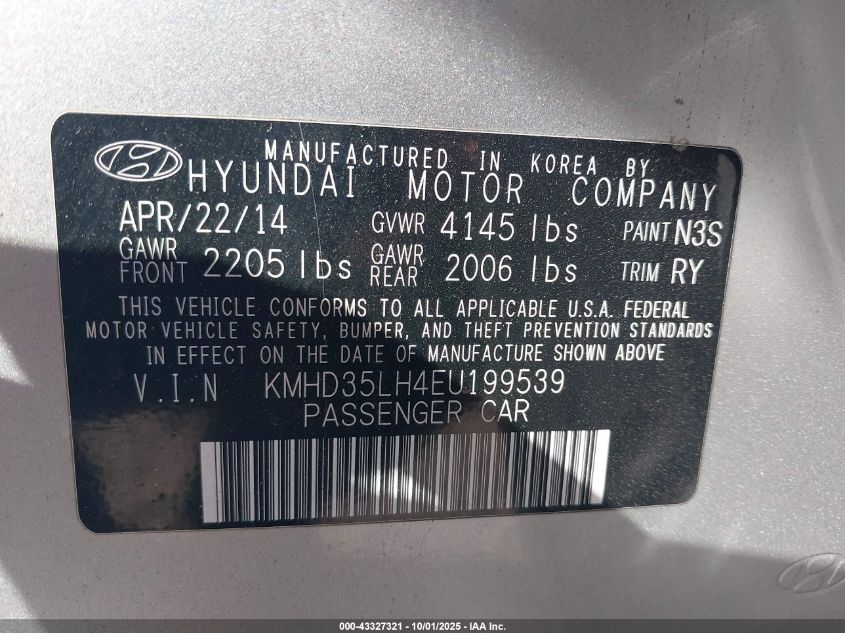 MANUFACTURED IN KOREA BY
HYUNDAI MOTOR COMPANY
APR/22/14 GVWR 4145 lbs PAINT N3S
GAWR FRONT 2205 lbs GAWR REAR 2006 lbs TRIM RY
THIS VEHICLE CONFORMS TO ALL APPLICABLE U.S.A. FEDERAL
MOTOR VEHICLE SAFETY, BUMPER, AND THEFT PREVENTION STANDARDS
IN EFFECT ON THE DATE OF MANUFACTURE SHOWN ABOVE
V.I.N KMHD35LH4EU199539
PASSENGER CAR
000-43327321 | 10/01/2025 - IAA Inc.